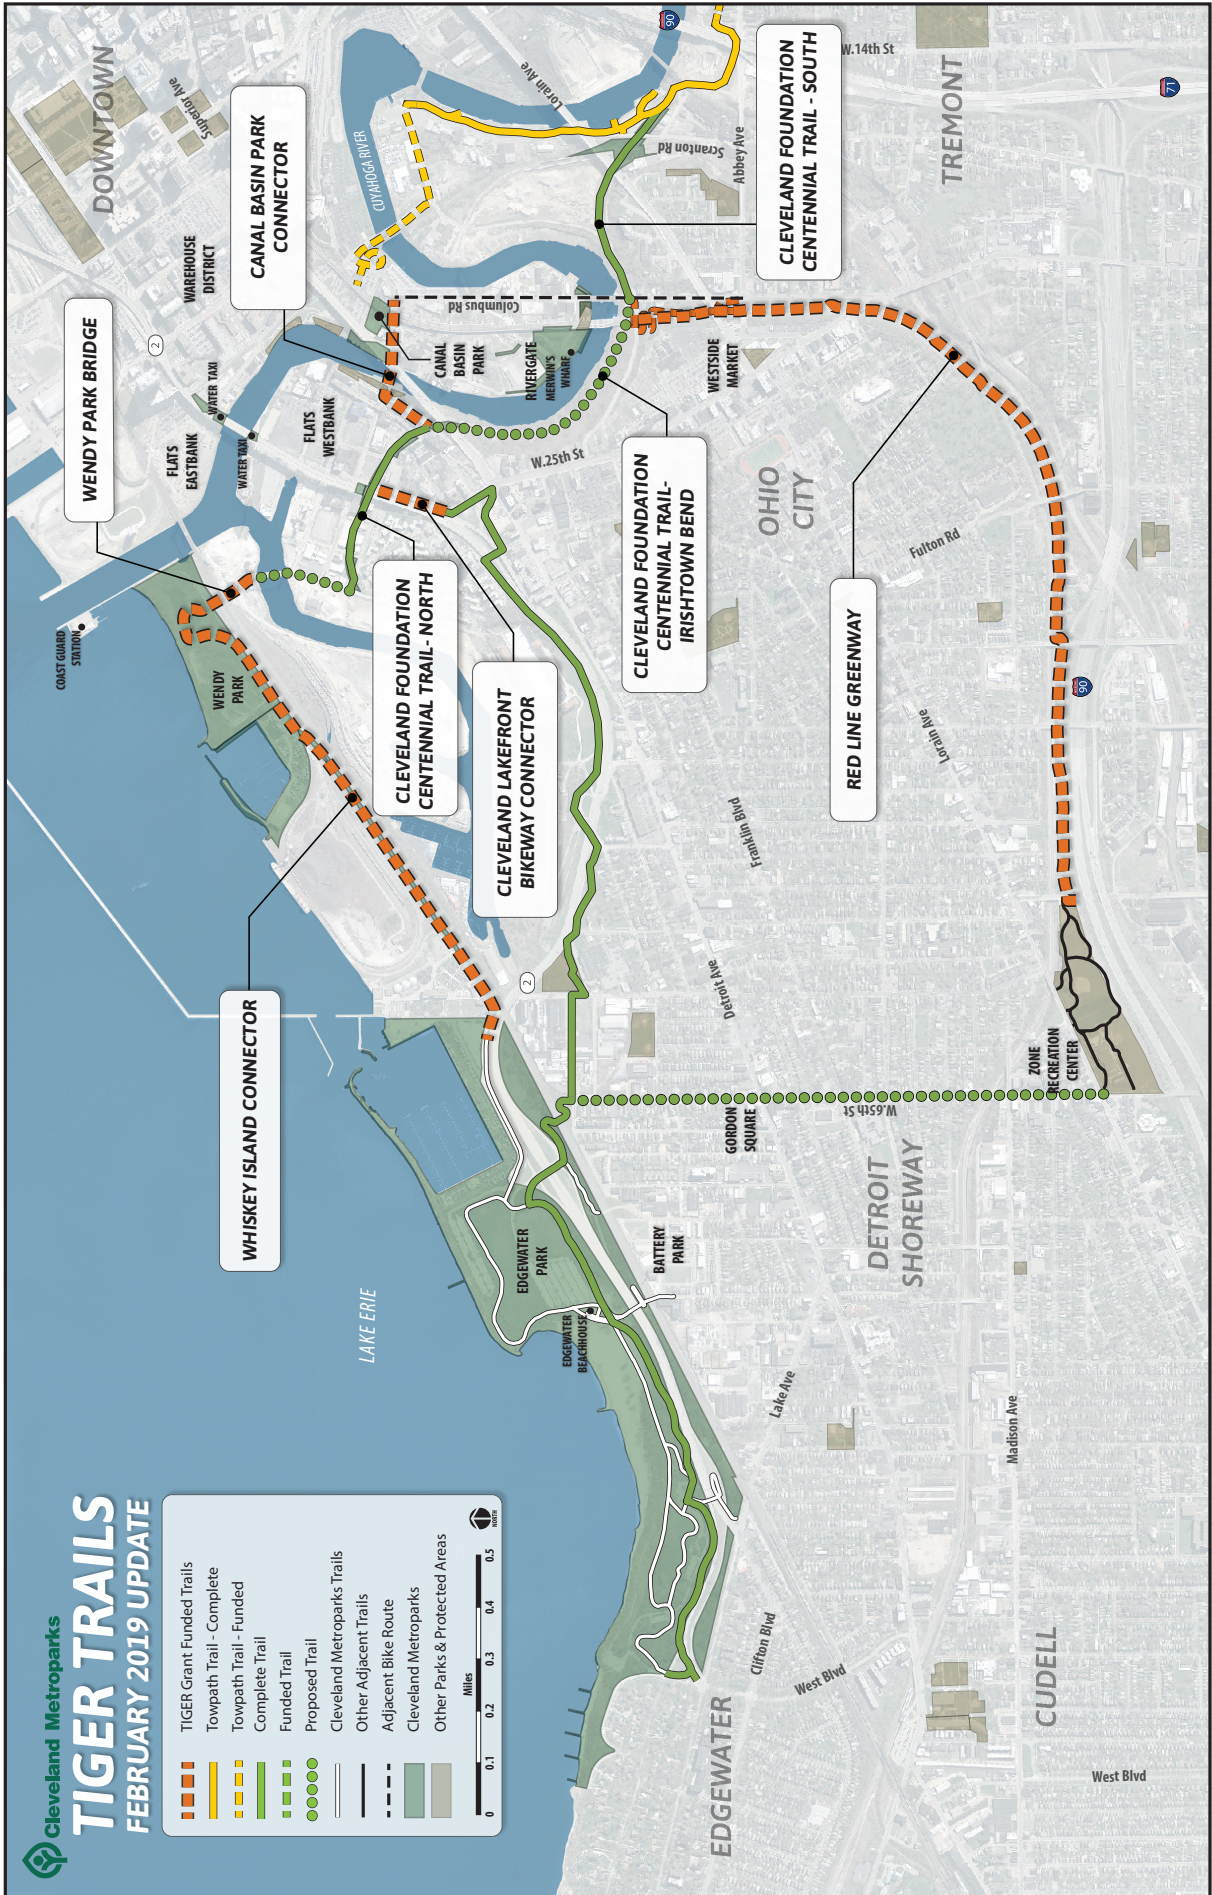 Cleveland Metroparks
TIGER TRAILS
FEBRUARY 2019 UPDATE
TIGER Grant Funded Trails
Towpath Trail - Complete
Towpath Trail - Funded
Complete Trail
Funded Trail
Proposed Trail
Cleveland Metroparks Trails
Other Adjacent Trails
Adjacent Bike Route
Cleveland Metroparks
Other Parks & Protected Areas
Miles
0 0.1 0.2 0.3 0.4 0.5
NORTH
LAKE ERIE
WHISKEY ISLAND CONNECTOR
WENDY PARK BRIDGE
CANAL BASIN PARK
CONNECTOR
CLEVELAND FOUNDATION
CENTENNIAL TRAIL - NORTH
CLEVELAND LAKEFRONT
BIKEWAY CONNECTOR
CLEVELAND FOUNDATION
CENTENNIAL TRAIL-
IRISHTOWN BEND
CLEVELAND FOUNDATION
CENTENNIAL TRAIL - SOUTH
RED LINE GREENWAY
COAST GUARD
STATION
WENDY
PARK
FLATS
EASTBANK
WATER TAXI
WATER TAXI
FLATS
WESTBANK
WAREHOUSE
DISTRICT
DOWNTOWN
Superior Ave
2
CUYAHOGA RIVER
Lorain Ave
90
CANAL
BASIN
PARK
Columbus Rd
RIVERGATE
MERWIN'S
WHARF
W.25th St
WESTSIDE
MARKET
Scranton Rd
Abbey Ave
W.14th St
TREMONT
71
OHIO
CITY
Fulton Rd
Lorain Ave
90
Franklin Blvd
Detroit Ave
2
ZONE
RECREATION
CENTER
W.65th St
GORDON
SQUARE
DETROIT
SHOREWAY
BATTERY
PARK
EDGEWATER
PARK
EDGEWATER
BEACHHOUSE
Lake Ave
Madison Ave
Clifton Blvd
West Blvd
EDGEWATER
CUDELL
West Blvd